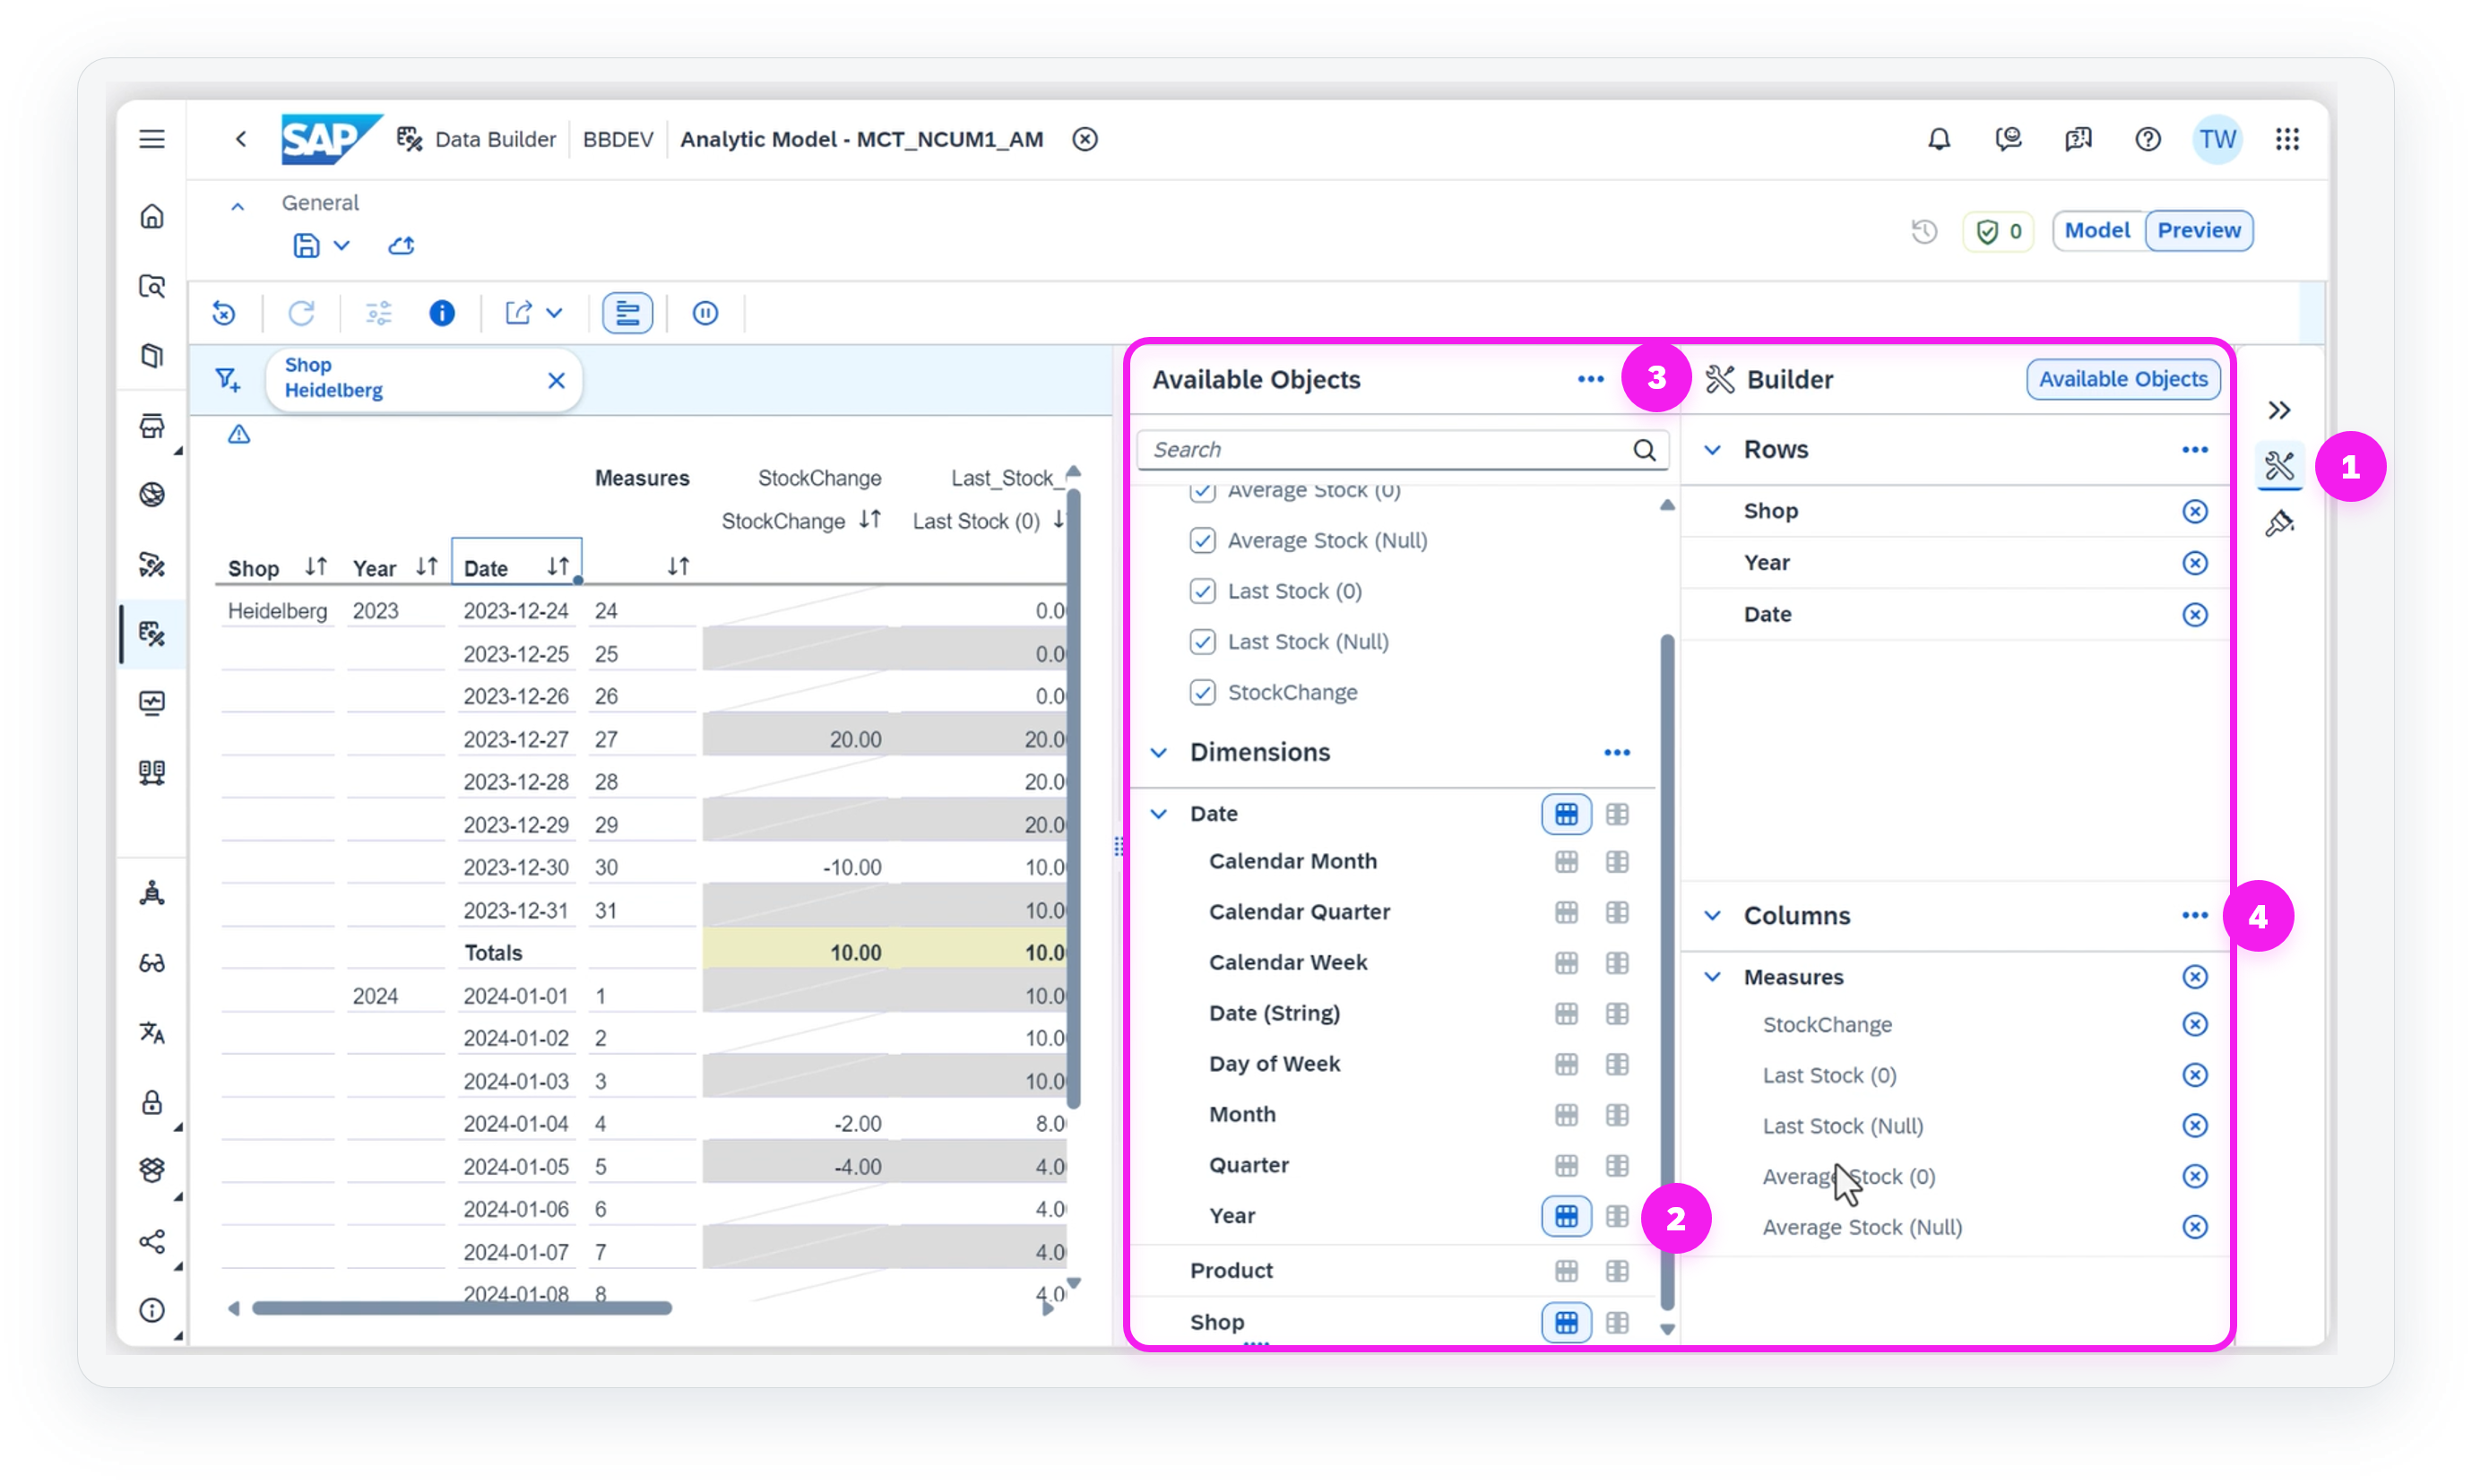 SAP Data Builder BBDEV Analytic Model - MCT_NCUM1_AM TW
General
0 Model Preview
Shop
Heidelberg
Measures StockChange Last_Stock_
StockChange Last Stock (0)
Shop Year Date
Heidelberg 2023 2023-12-24 24 0.0
2023-12-25 25 0.0
2023-12-26 26 0.0
2023-12-27 27 20.00 20.0
2023-12-28 28 20.0
2023-12-29 29 20.0
2023-12-30 30 -10.00 10.0
2023-12-31 31 10.0
Totals 10.00 10.0
2024 2024-01-01 1 10.0
2024-01-02 2 10.0
2024-01-03 3 10.0
2024-01-04 4 -2.00 8.0
2024-01-05 5 -4.00 4.0
2024-01-06 6 4.0
2024-01-07 7 4.0
2024-01-08 8 4.0
Available Objects 3
Search
Average Stock (0)
Average Stock (Null)
Last Stock (0)
Last Stock (Null)
StockChange
Dimensions
Date
Calendar Month
Calendar Quarter
Calendar Week
Date (String)
Day of Week
Month
Quarter
Year 2
Product
Shop
Builder Available Objects
Rows
1
Shop
Year
Date
Columns 4
Measures
StockChange
Last Stock (0)
Last Stock (Null)
Average Stock (0)
Average Stock (Null)